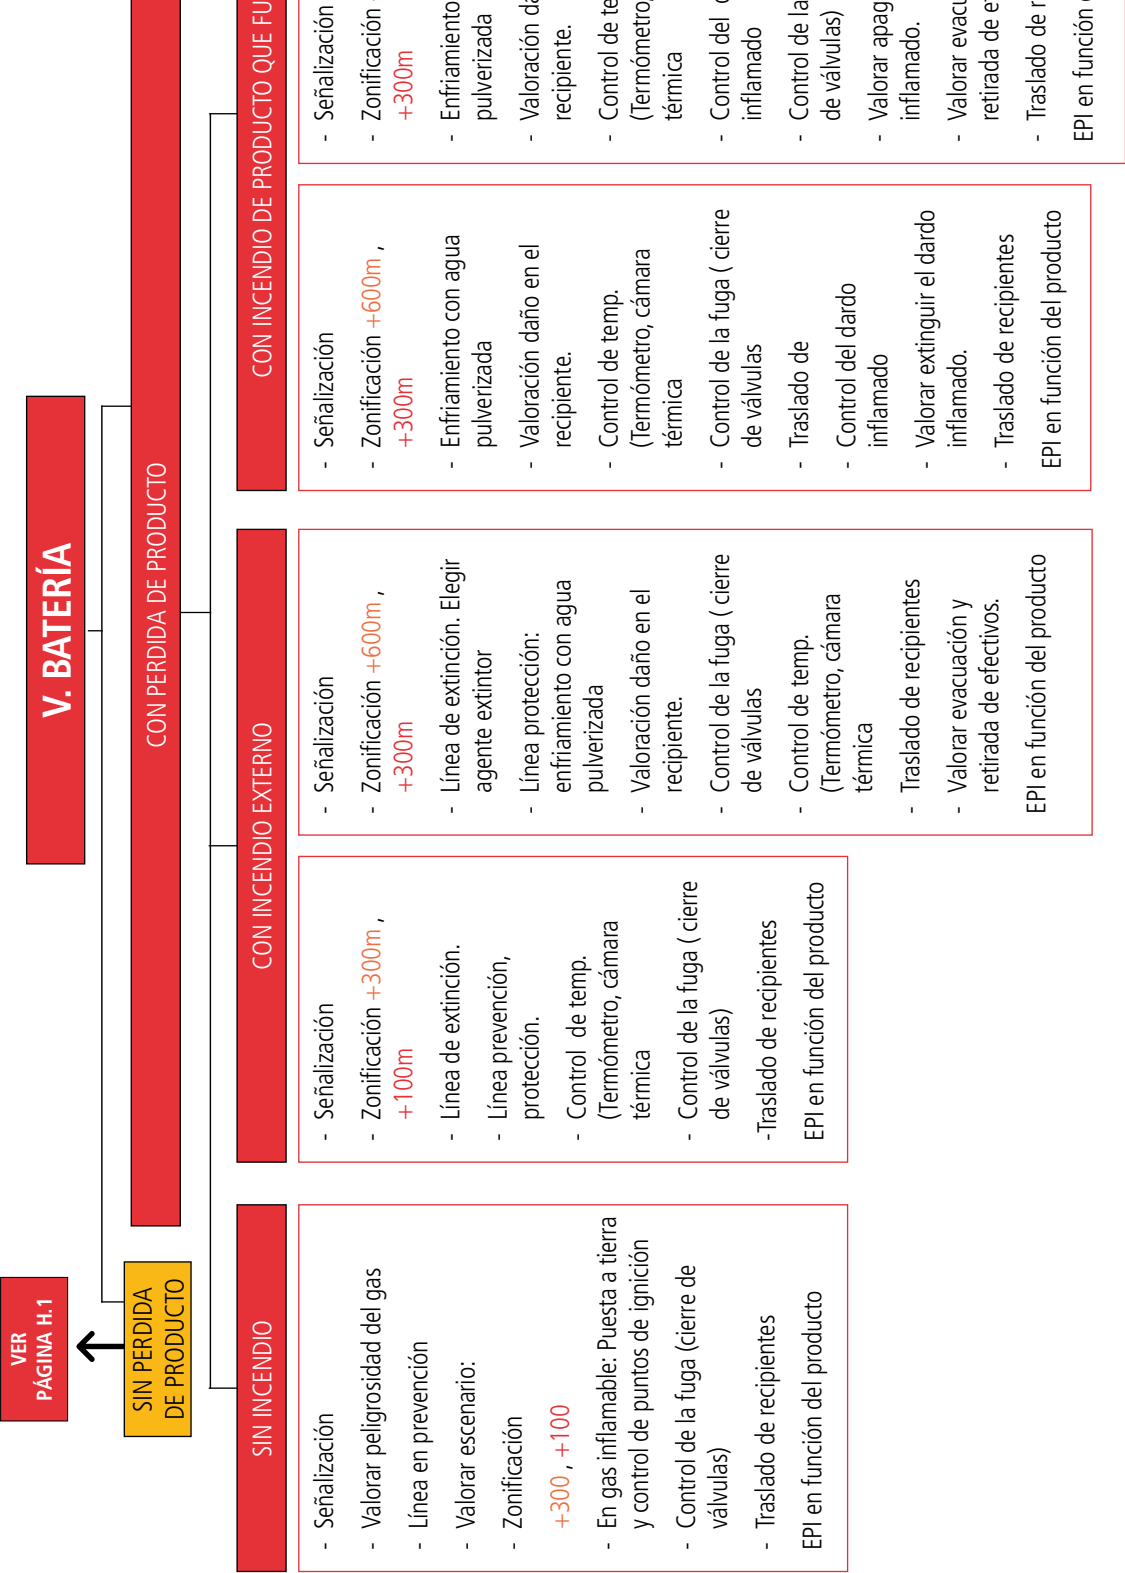 V. BATERÍA
VER
PÁGINA H.1
SIN PERDIDA
DE PRODUCTO
CON PERDIDA DE PRODUCTO
SIN INCENDIO
- Señalización
- Valorar peligrosidad del gas
- Línea en prevención
- Valorar escenario:
- Zonificación
+300 , +100
- En gas inflamable: Puesta a tierra
y control de puntos de ignición
- Control de la fuga (cierre de
válvulas)
- Traslado de recipientes
EPI en función del producto
CON INCENDIO EXTERNO
- Señalización
- Zonificación +300m ,
+100m
- Línea de extinción.
- Línea prevención,
protección.
- Control de temp.
(Termómetro, cámara
térmica
- Control de la fuga ( cierre
de válvulas)
-Traslado de recipientes
EPI en función del producto
- Señalización
- Zonificación +600m ,
+300m
- Línea de extinción. Elegir
agente extintor
- Línea protección:
enfriamiento con agua
pulverizada
- Valoración daño en el
recipiente.
- Control de la fuga ( cierre
de válvulas
- Control de temp.
(Termómetro, cámara
térmica
- Traslado de recipientes
- Valorar evacuación y
retirada de efectivos.
EPI en función del producto
CON INCENDIO DE PRODUCTO QUE FU
- Señalización
- Zonificación +600m ,
+300m
- Enfriamiento con agua
pulverizada
- Valoración daño en el
recipiente.
- Control de temp.
(Termómetro, cámara
térmica
- Control de la fuga ( cierre
de válvulas
- Traslado de
- Control del dardo
inflamado
- Valorar extinguir el dardo
inflamado.
- Traslado de recipientes
EPI en función del producto
- Señalización
- Zonificación
+300m
- Enfriamiento
pulverizada
- Valoración da
recipiente.
- Control de te
(Termómetro,
térmica
- Control del
inflamado
- Control de la
de válvulas)
- Valorar apag
inflamado.
- Valorar evacu
retirada de e
- Traslado de r
EPI en función